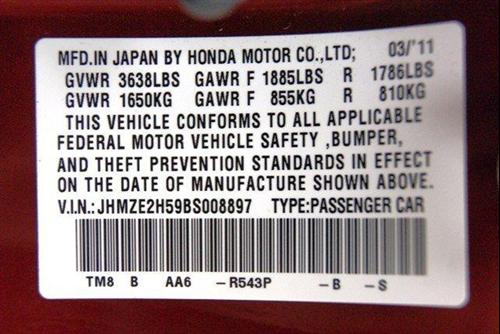 MFD.IN JAPAN BY HONDA MOTOR CO.,LTD; 03/'11
GVWR 3638LBS GAWR F 1885LBS R 1786LBS
GVWR 1650KG GAWR F 855KG R 810KG
THIS VEHICLE CONFORMS TO ALL APPLICABLE
FEDERAL MOTOR VEHICLE SAFETY ,BUMPER,
AND THEFT PREVENTION STANDARDS IN EFFECT
ON THE DATE OF MANUFACTURE SHOWN ABOVE.
V.I.N.:JHMZE2H59BS008897 TYPE:PASSENGER CAR
TM8 B AA6 -R543P -B -S